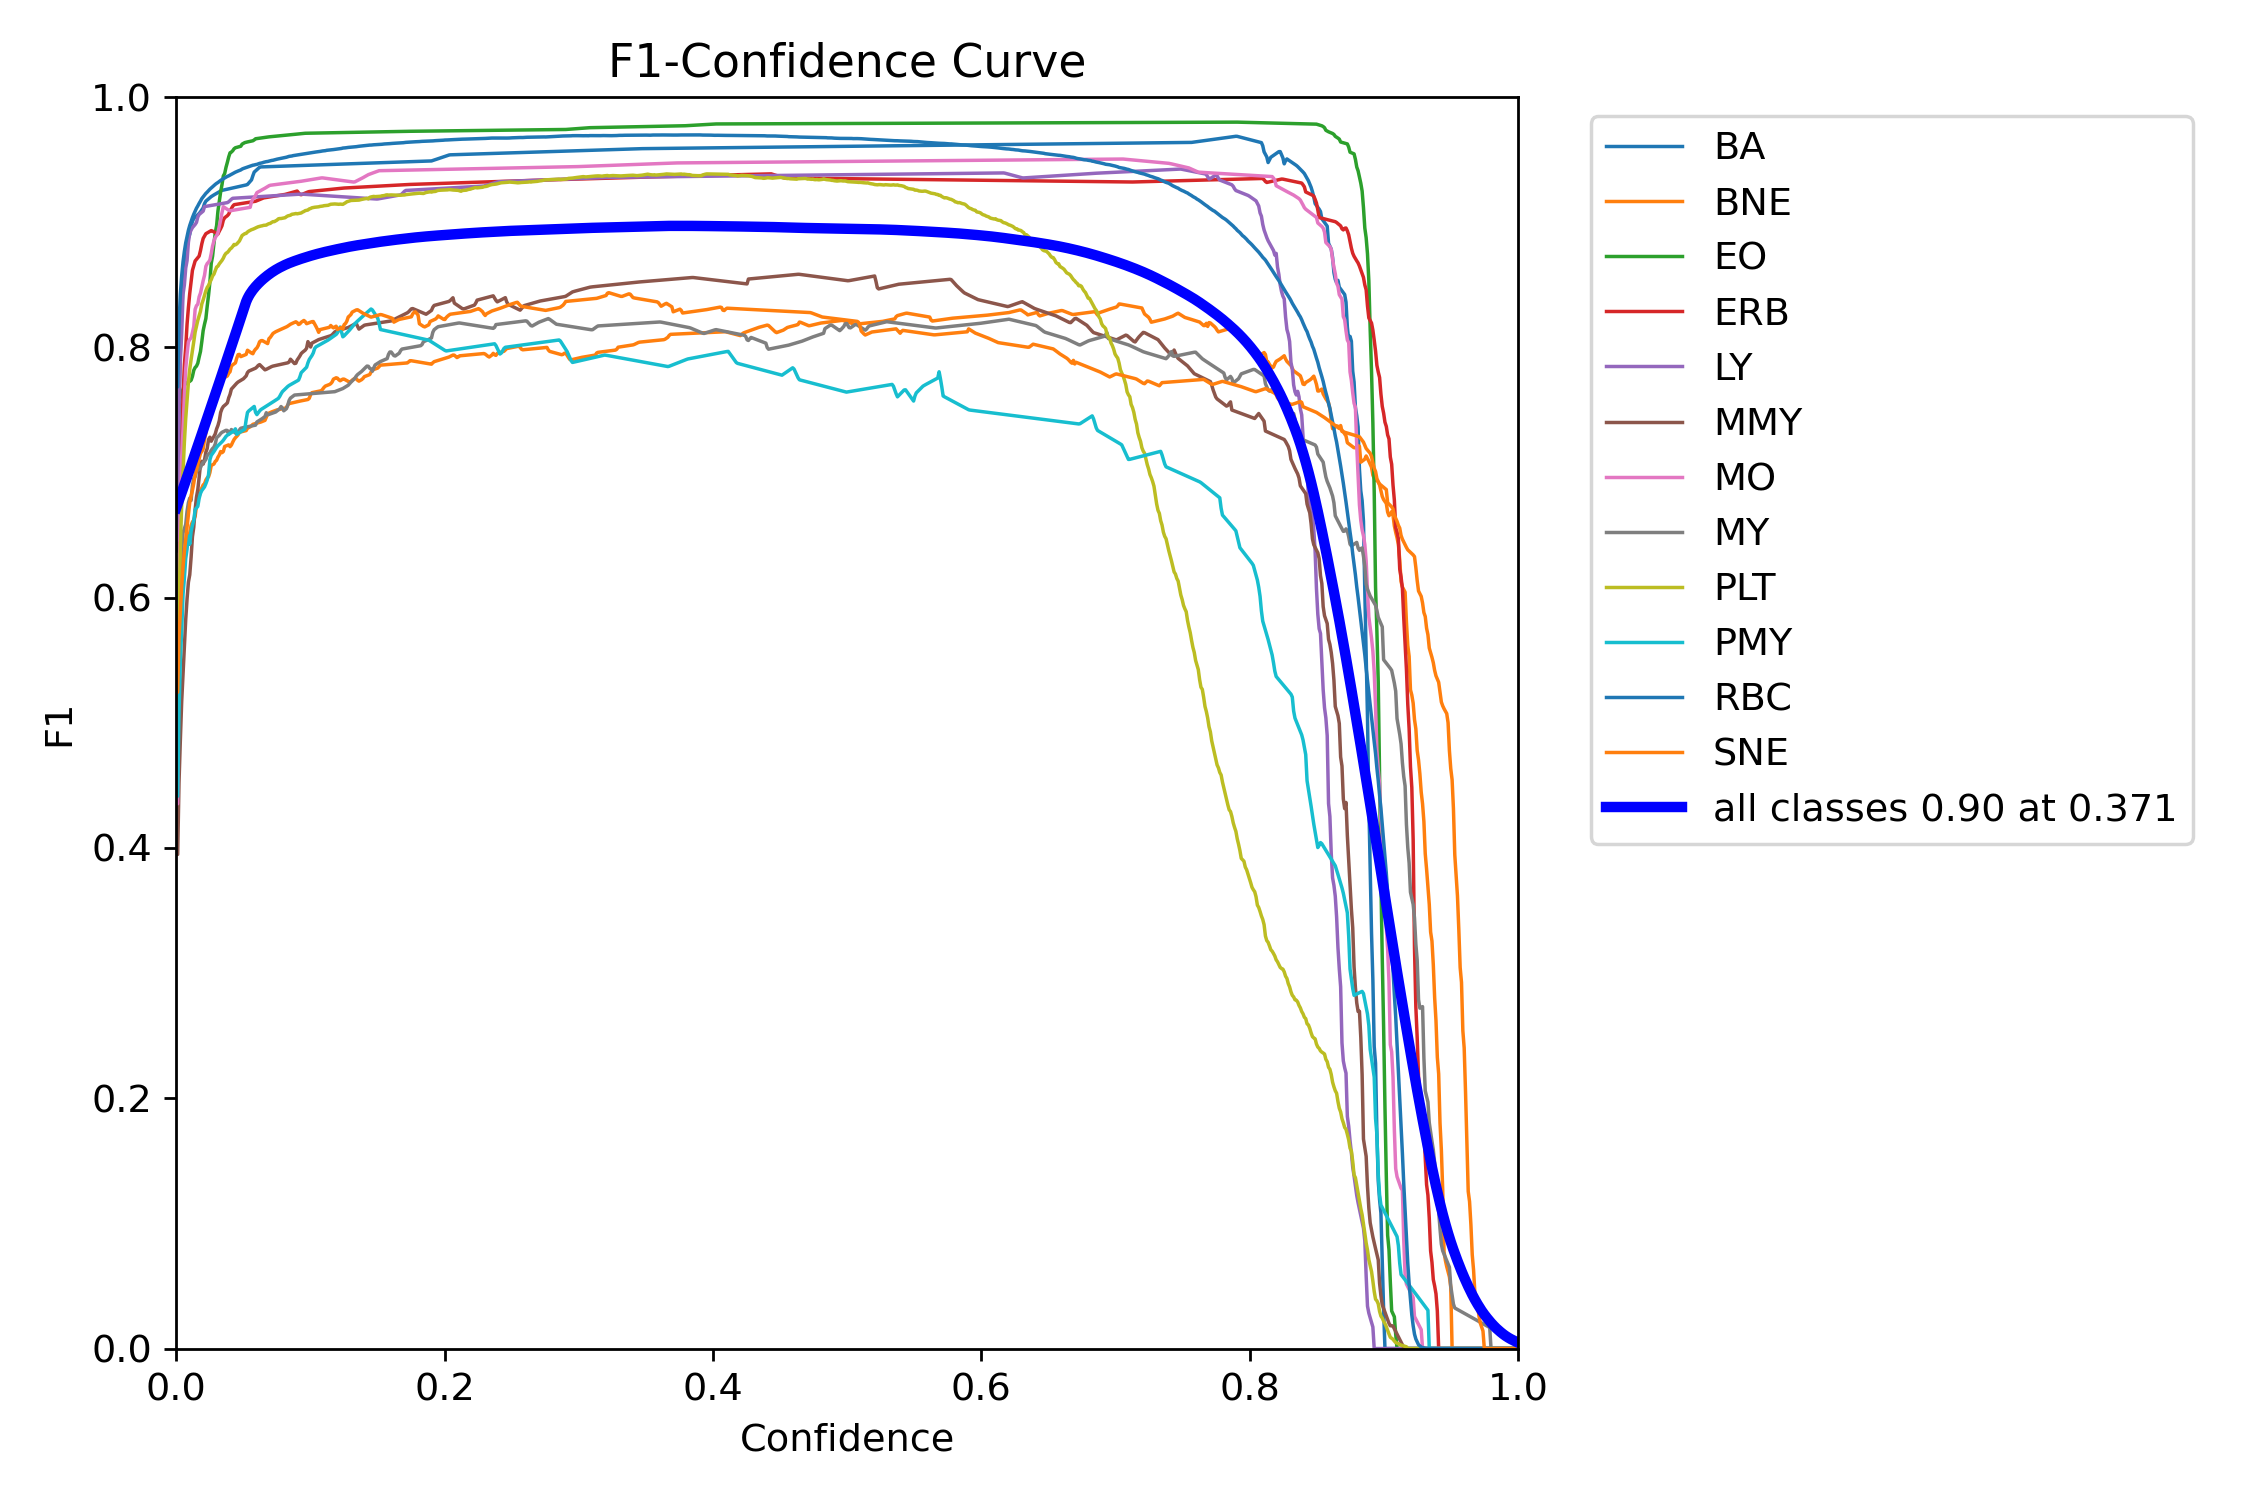 F1-Confidence Curve
1.0
0.8
0.6
0.4
0.2
0.0
F1
0.0 0.2 0.4 0.6 0.8 1.0
Confidence
BA
BNE
EO
ERB
LY
MMY
MO
MY
PLT
PMY
RBC
SNE
all classes 0.90 at 0.371